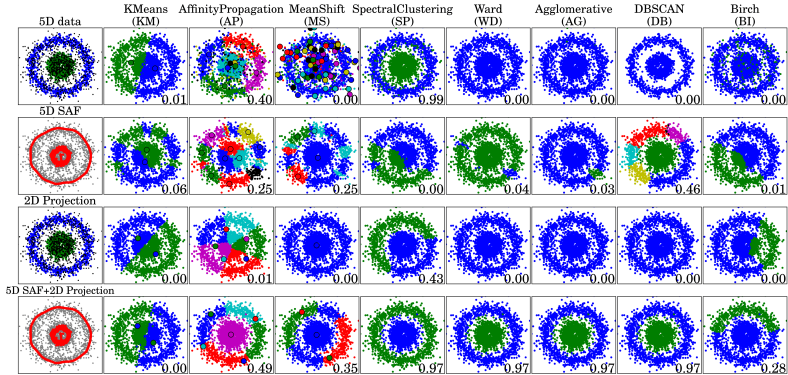 KMeans AffinityPropagation MeanShift SpectralClustering Ward Agglomerative DBSCAN Birch
5D data (KM) (AP) (MS) (SP) (WD) (AG) (DB) (BI)
0.01 0.40 0.00 0.99 0.00 0.00 0.00 0.00
5D SAF
0.06 0.25 0.25 0.00 0.04 0.03 0.46 0.01
2D Projection
0.00 0.01 0.00 0.43 0.00 0.00 0.00 0.11
5D SAF+2D Projection
0.00 0.49 0.35 0.97 0.97 0.97 0.97 0.28